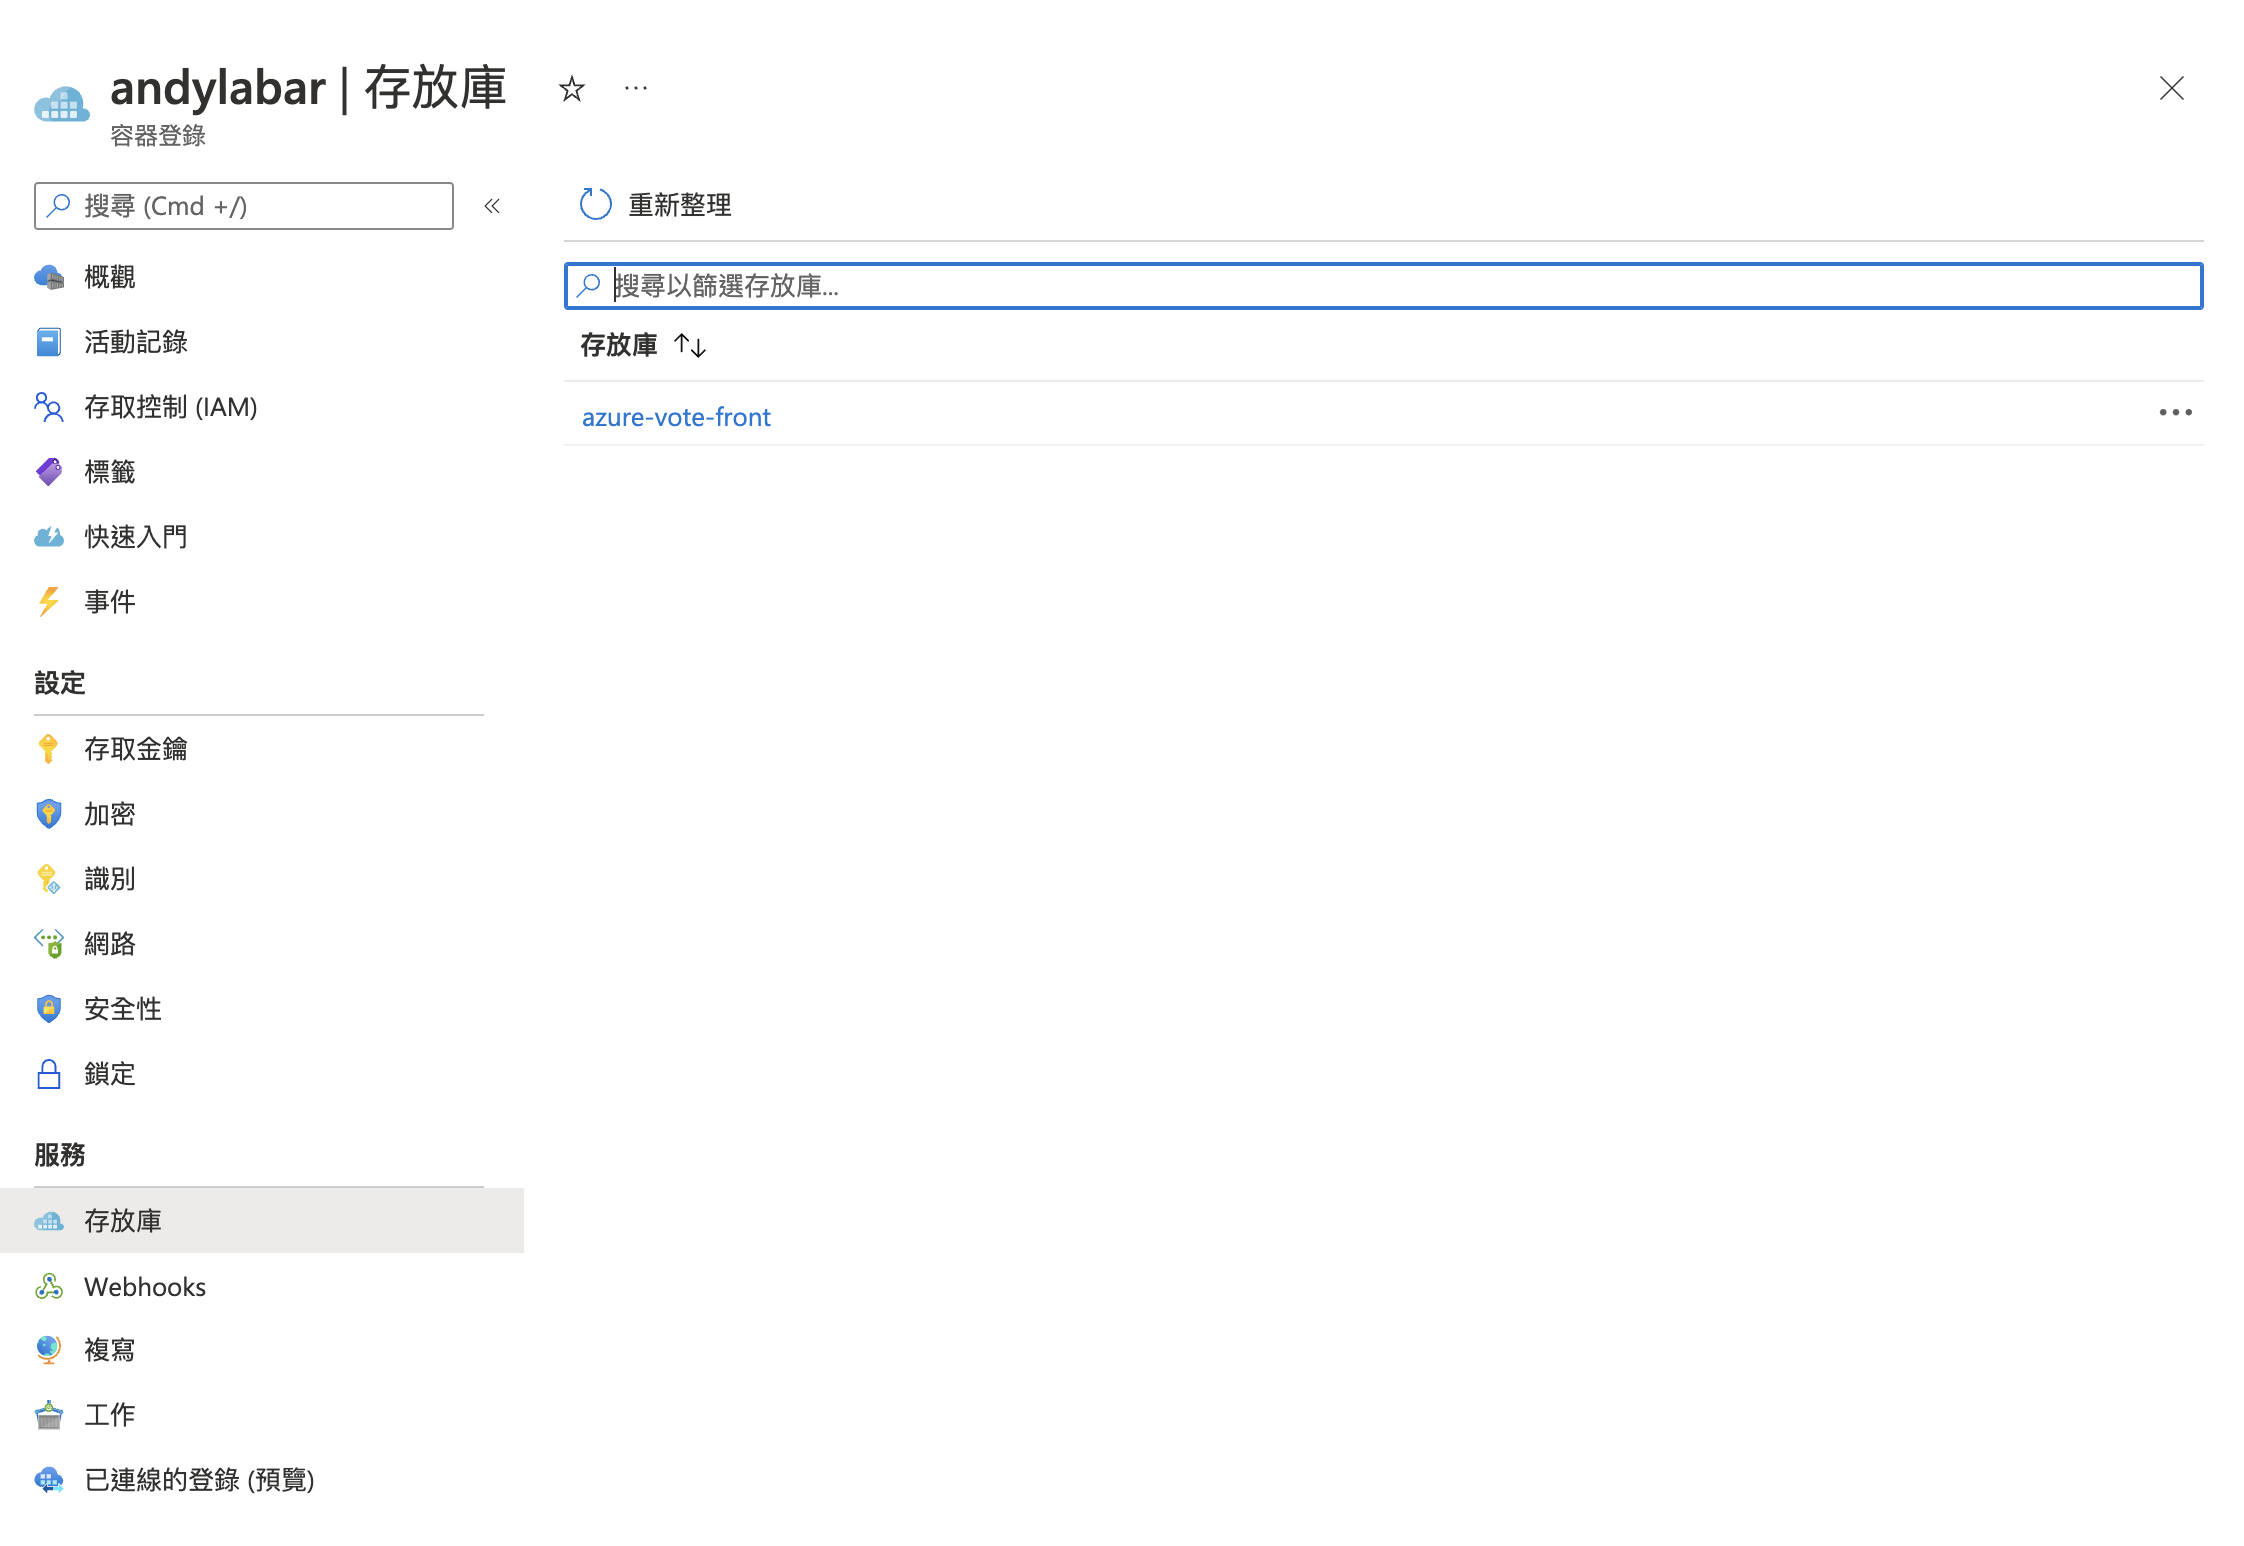 andylabar | 存放庫
容器登錄
搜尋 (Cmd +/)
概觀
活動記錄
存取控制 (IAM)
標籤
快速入門
事件
設定
存取金鑰
加密
識別
網路
安全性
鎖定
服務
存放庫
Webhooks
複寫
工作
已連線的登錄 (預覽)
重新整理
搜尋以篩選存放庫...
存放庫
azure-vote-front